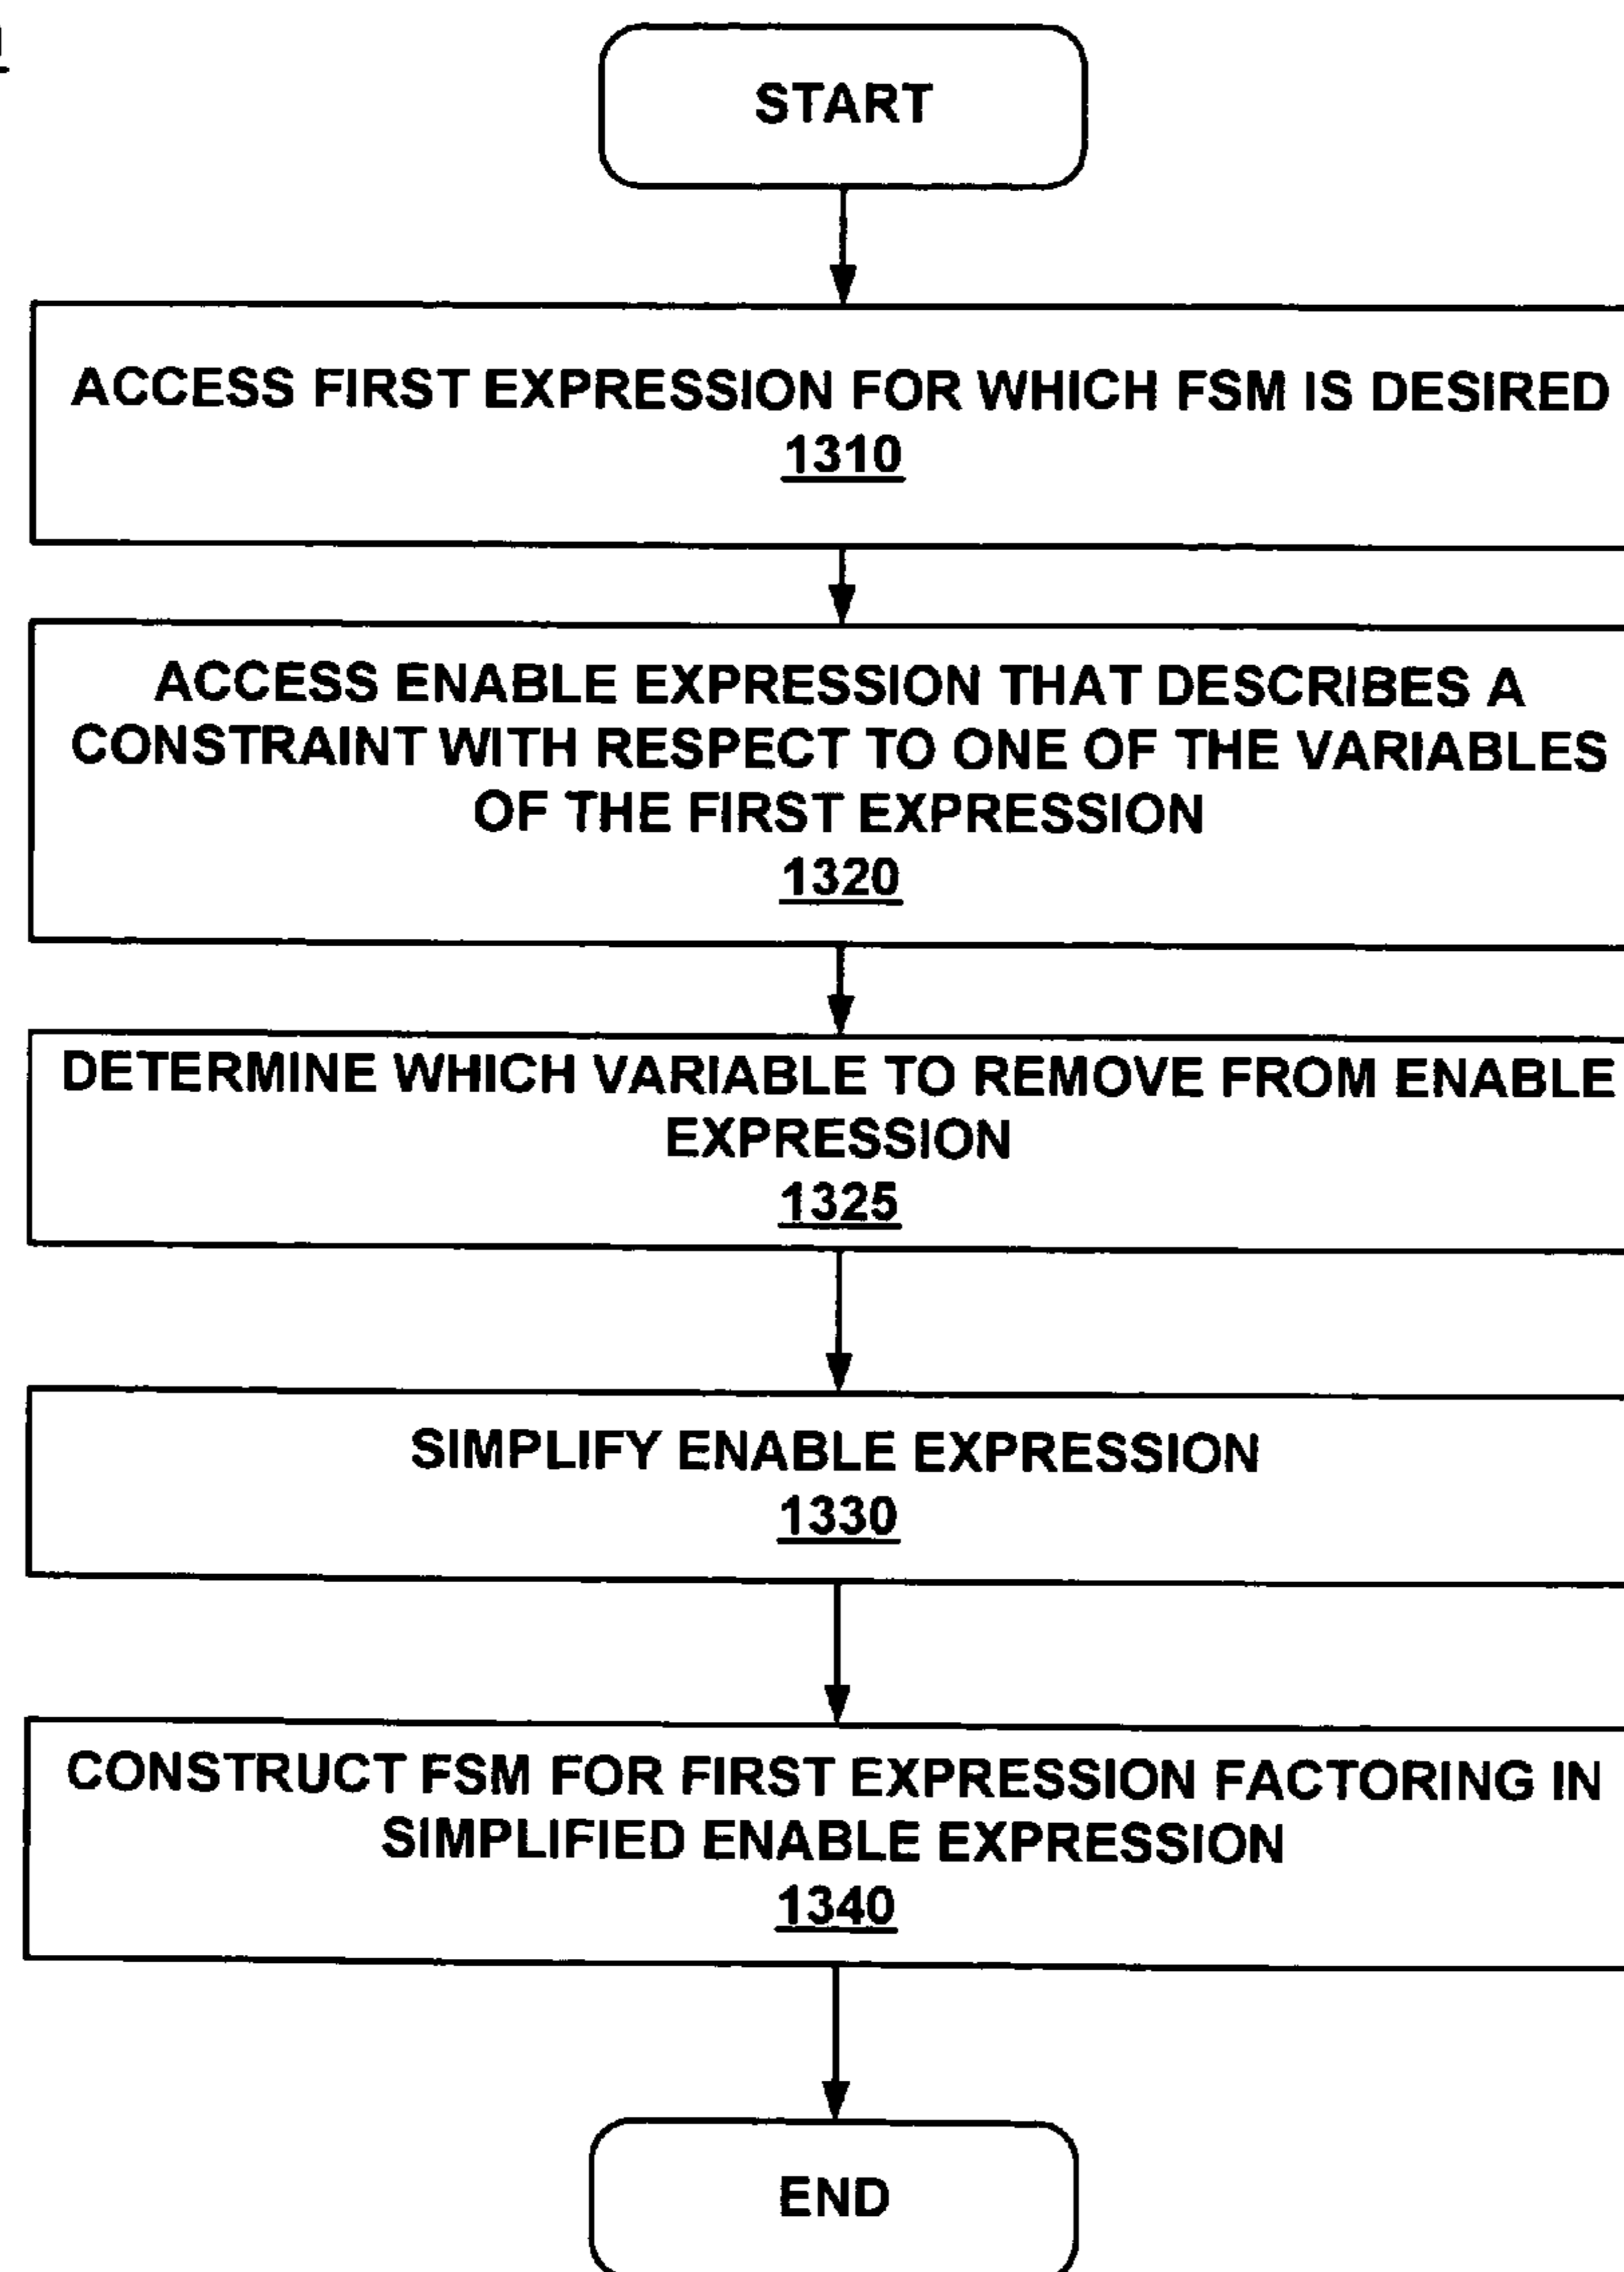 START
ACCESS FIRST EXPRESSION FOR WHICH FSM IS DESIRED
1310
ACCESS ENABLE EXPRESSION THAT DESCRIBES A
CONSTRAINT WITH RESPECT TO ONE OF THE VARIABLES
OF THE FIRST EXPRESSION
1320
DETERMINE WHICH VARIABLE TO REMOVE FROM ENABLE
EXPRESSION
1325
SIMPLIFY ENABLE EXPRESSION
1330
CONSTRUCT FSM FOR FIRST EXPRESSION FACTORING IN
SIMPLIFIED ENABLE EXPRESSION
1340
END